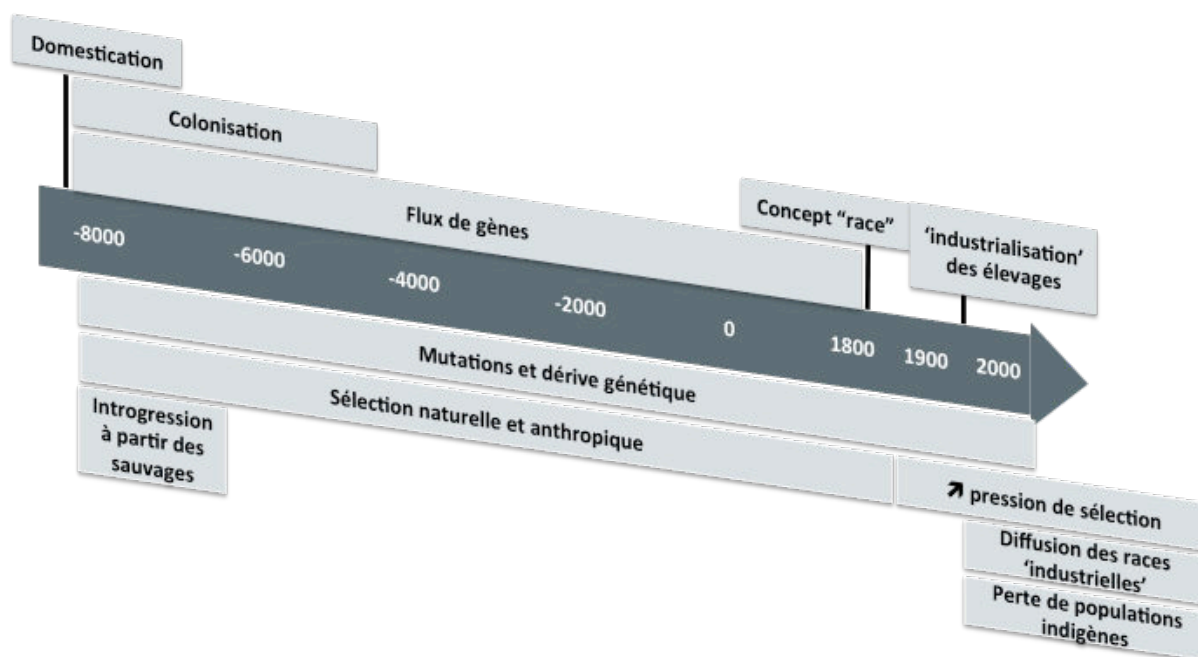 Domestication
Colonisation
Flux de gènes
Concept “race”
‘industrialisation’
des élevages
-8000
-6000
-4000
-2000
0
1800
1900
2000
Mutations et dérive génétique
Sélection naturelle et anthropique
Introgression
à partir des
sauvages
↗ pression de sélection
Diffusion des races
‘industrielles’
Perte de populations
indigènes